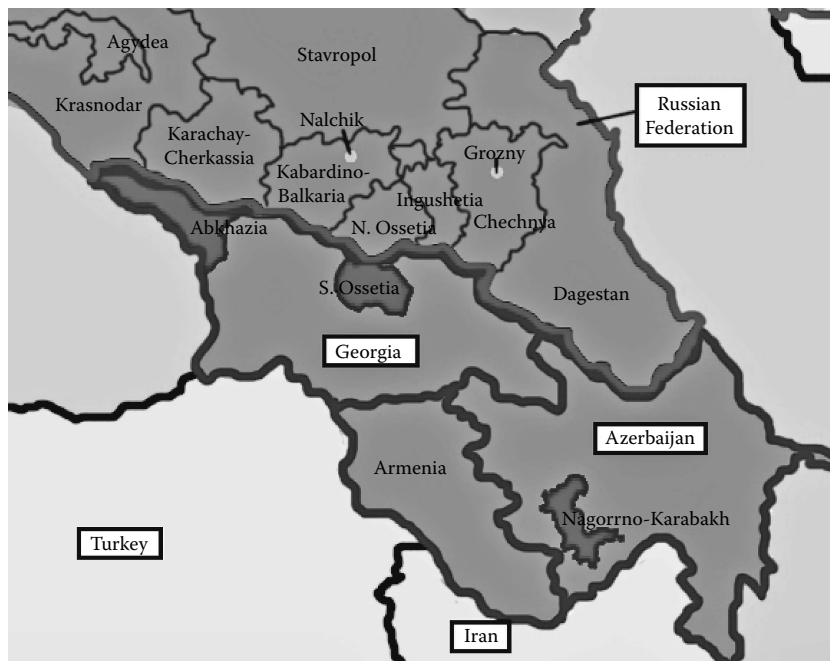 Agydea
Stavropol
Krasnodar
Russian
Federation
Nalchik
Karachay-
Cherkassia
Grozny
Kabardino-
Balkaria
Ingushetia
Chechnya
N. Ossetia
Abkhazia
S. Ossetia
Dagestan
Georgia
Azerbaijan
Armenia
Nagorrno-Karabakh
Turkey
Iran